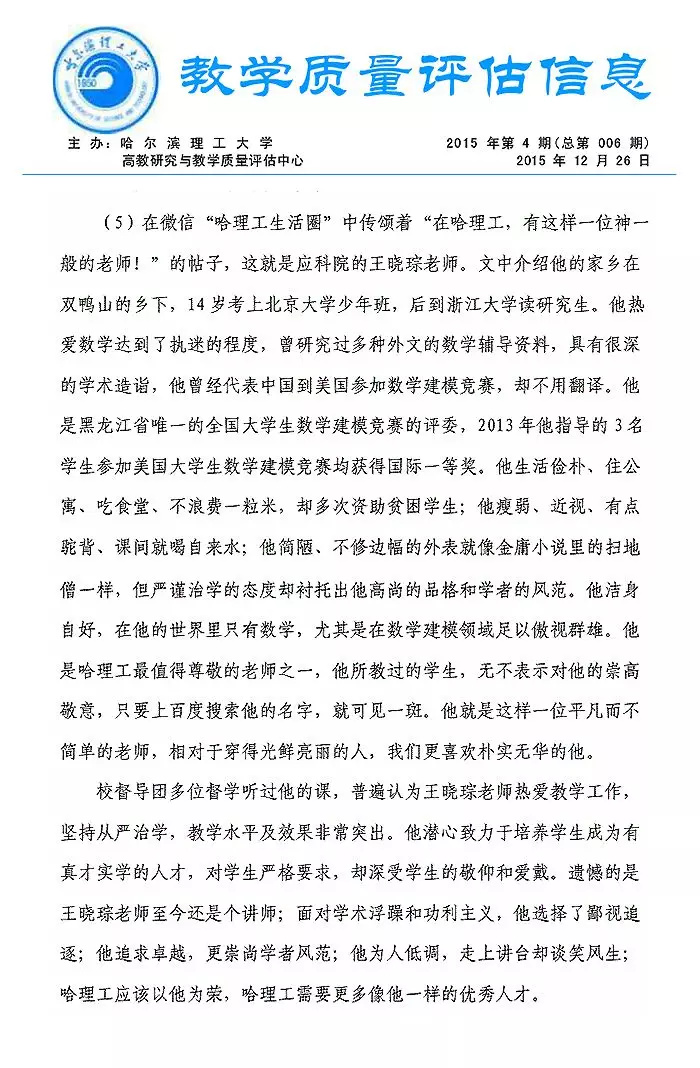 哈尔滨理工大学
1950
教学质量评估信息
主 办：哈 尔 滨 理 工 大 学
高教研究与教学质量评估中心
2015 年第 4 期(总第 006 期)
2015 年 12 月 26 日
（5）在微信“哈理工生活圈”中传颂着“在哈理工，有这样一位神一
般的老师！”的帖子，这就是应科院的王晓琮老师。文中介绍他的家乡在
双鸭山的乡下，14 岁考上北京大学少年班，后到浙江大学读研究生。他热
爱数学达到了执迷的程度，曾研究过多种外文的数学辅导资料，具有很深
的学术造诣，他曾经代表中国到美国参加数学建模竞赛，却不用翻译。他
是黑龙江省唯一的全国大学生数学建模竞赛的评委，2013 年他指导的 3 名
学生参加美国大学生数学建模竞赛均获得国际一等奖。他生活俭朴、住公
寓、吃食堂、不浪费一粒米，却多次资助贫困学生；他瘦弱、近视、有点
驼背、课间就喝自来水；他简陋、不修边幅的外表就像金庸小说里的扫地
僧一样，但严谨治学的态度却衬托出他高尚的品格和学者的风范。他洁身
自好，在他的世界里只有数学，尤其是在数学建模领域足以傲视群雄。他
是哈理工最值得尊敬的老师之一，他所教过的学生，无不表示对他的崇高
敬意，只要上百度搜索他的名字，就可见一斑。他就是这样一位平凡而不
简单的老师，相对于穿得光鲜亮丽的人，我们更喜欢朴实无华的他。
校督导团多位督学听过他的课，普遍认为王晓琮老师热爱教学工作，
坚持从严治学，教学水平及效果非常突出。他潜心致力于培养学生成为有
真才实学的人才，对学生严格要求，却深受学生的敬仰和爱戴。遗憾的是
王晓琮老师至今还是个讲师；面对学术浮躁和功利主义，他选择了鄙视追
逐；他追求卓越，更崇尚学者风范；他为人低调，走上讲台却谈笑风生；
哈理工应该以他为荣，哈理工需要更多像他一样的优秀人才。